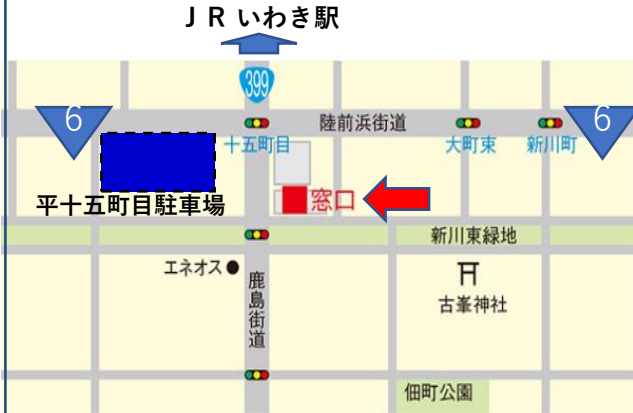 ＪＲ いわき駅
399
6
陸前浜街道
6
十五町目
大町東
新川町
平十五町目駐車場
窓口
新川東緑地
エネオス
鹿島街道
古峯神社
佃町公園